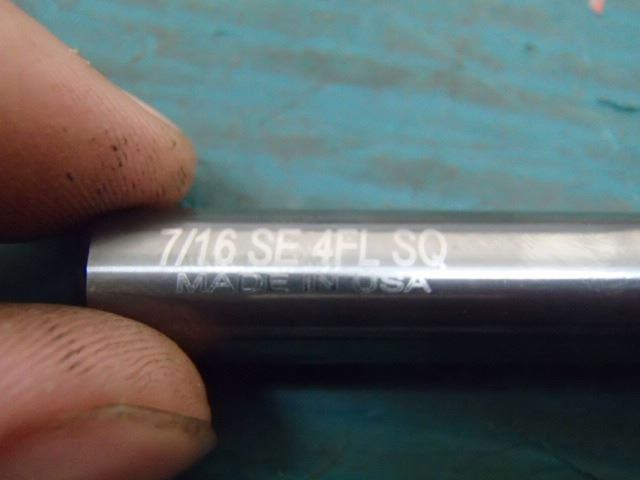 7/16 SE 4FL SQ
MADE IN USA